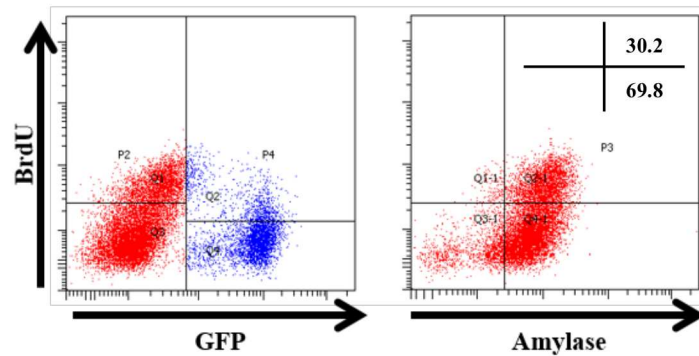 BrdU
P2
Q1
Q3
P4
Q2
GFP
30.2
69.8
P3
Q1-1
Q2-1
Q3-1
Q4-1
Amylase